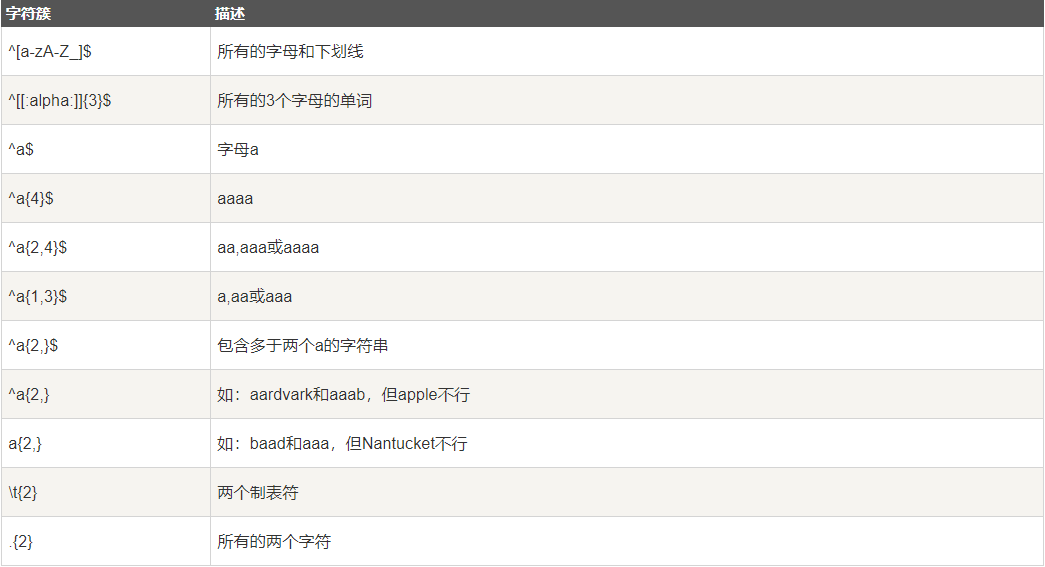 字符簇 描述
^[a-zA-Z_]$ 所有的字母和下划线
^[[:alpha:]]{3}$ 所有的3个字母的单词
^a$ 字母a
^a{4}$ aaaa
^a{2,4}$ aa,aaa或aaaa
^a{1,3}$ a,aa或aaa
^a{2,}$ 包含多于两个a的字符串
^a{2,} 如：aardvark和aaab，但apple不行
a{2,} 如：baad和aaa，但Nantucket不行
\t{2} 两个制表符
.{2} 所有的两个字符